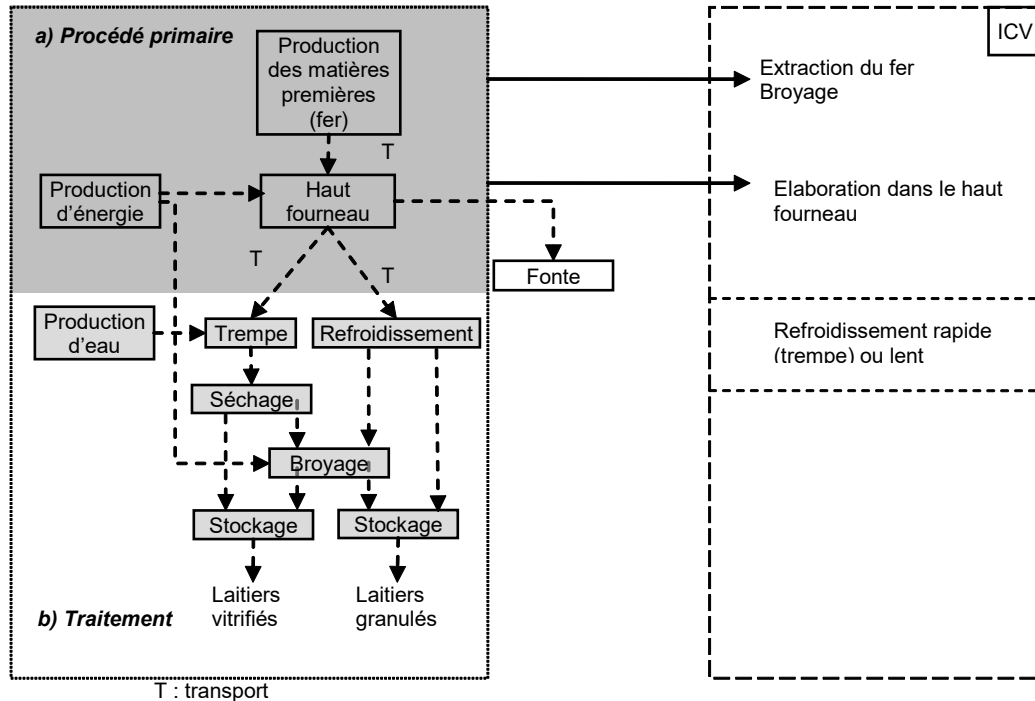 a) Procédé primaire
Production
des matières
premières
(fer)
T
Production
d'énergie
Haut
fourneau
T
T
Fonte
Production
d'eau
Trempe
Refroidissement
Séchage
Broyage
Stockage
Stockage
Laitiers
vitrifiés
Laitiers
granulés
b) Traitement
T : transport
ICV
Extraction du fer
Broyage
Elaboration dans le haut
fourneau
Refroidissement rapide
(trempe) ou lent